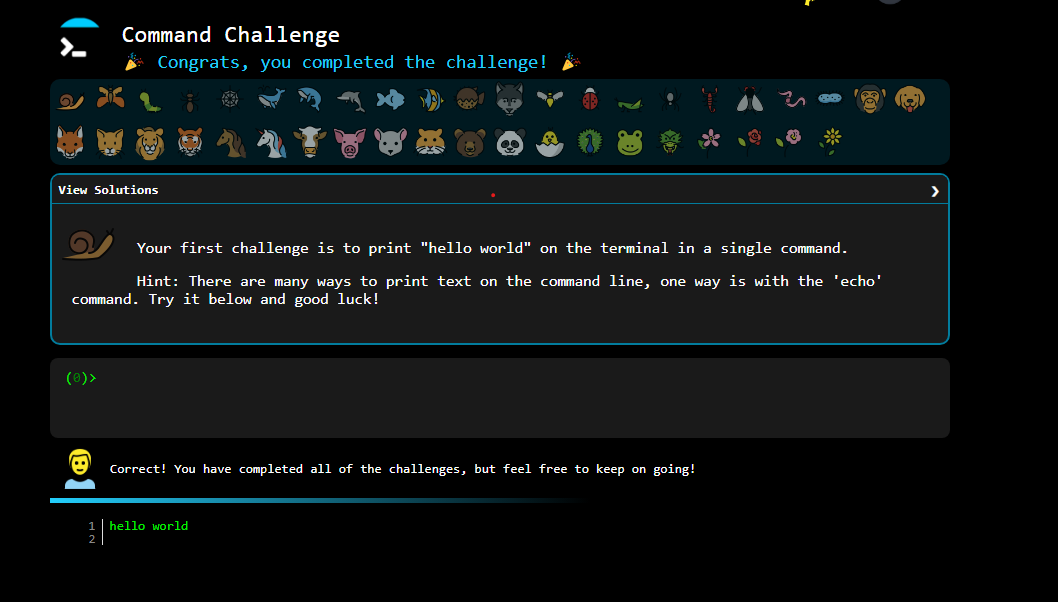 Command Challenge
🎉 Congrats, you completed the challenge! 🎉
View Solutions
Your first challenge is to print "hello world" on the terminal in a single command.
Hint: There are many ways to print text on the command line, one way is with the 'echo'
command. Try it below and good luck!
(0)>
Correct! You have completed all of the challenges, but feel free to keep on going!
1 hello world
2